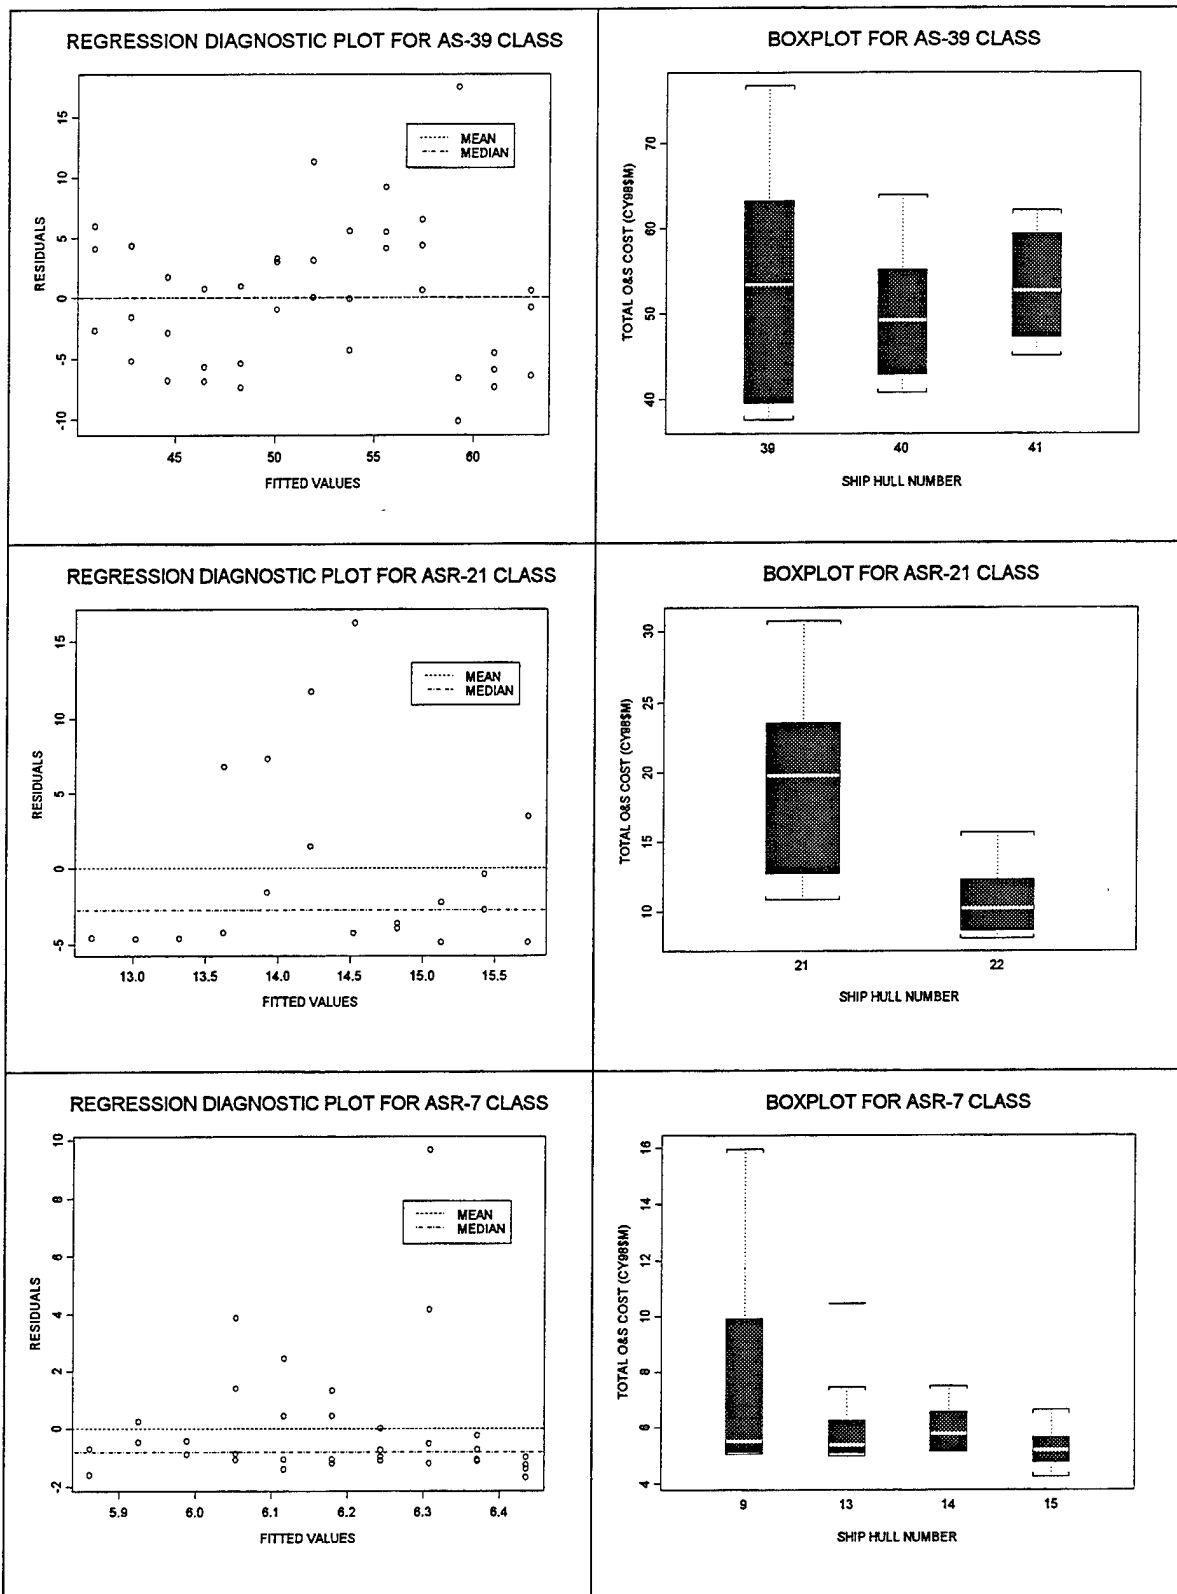 REGRESSION DIAGNOSTIC PLOT FOR AS-39 CLASS
15
10
5
0
-5
-10
RESIDUALS
MEAN
MEDIAN
45
50
55
60
FITTED VALUES
BOXPLOT FOR AS-39 CLASS
70
60
50
40
TOTAL O&S COST (CY98$M)
39
40
41
SHIP HULL NUMBER
REGRESSION DIAGNOSTIC PLOT FOR ASR-21 CLASS
15
10
5
0
-5
RESIDUALS
MEAN
MEDIAN
13.0
13.5
14.0
14.5
15.0
15.5
FITTED VALUES
BOXPLOT FOR ASR-21 CLASS
30
25
20
15
10
TOTAL O&S COST (CY98$M)
21
22
SHIP HULL NUMBER
REGRESSION DIAGNOSTIC PLOT FOR ASR-7 CLASS
10
8
6
4
2
0
-2
RESIDUALS
MEAN
MEDIAN
5.9
6.0
6.1
6.2
6.3
6.4
FITTED VALUES
BOXPLOT FOR ASR-7 CLASS
16
14
12
10
8
6
4
TOTAL O&S COST (CY98$M)
9
13
14
15
SHIP HULL NUMBER